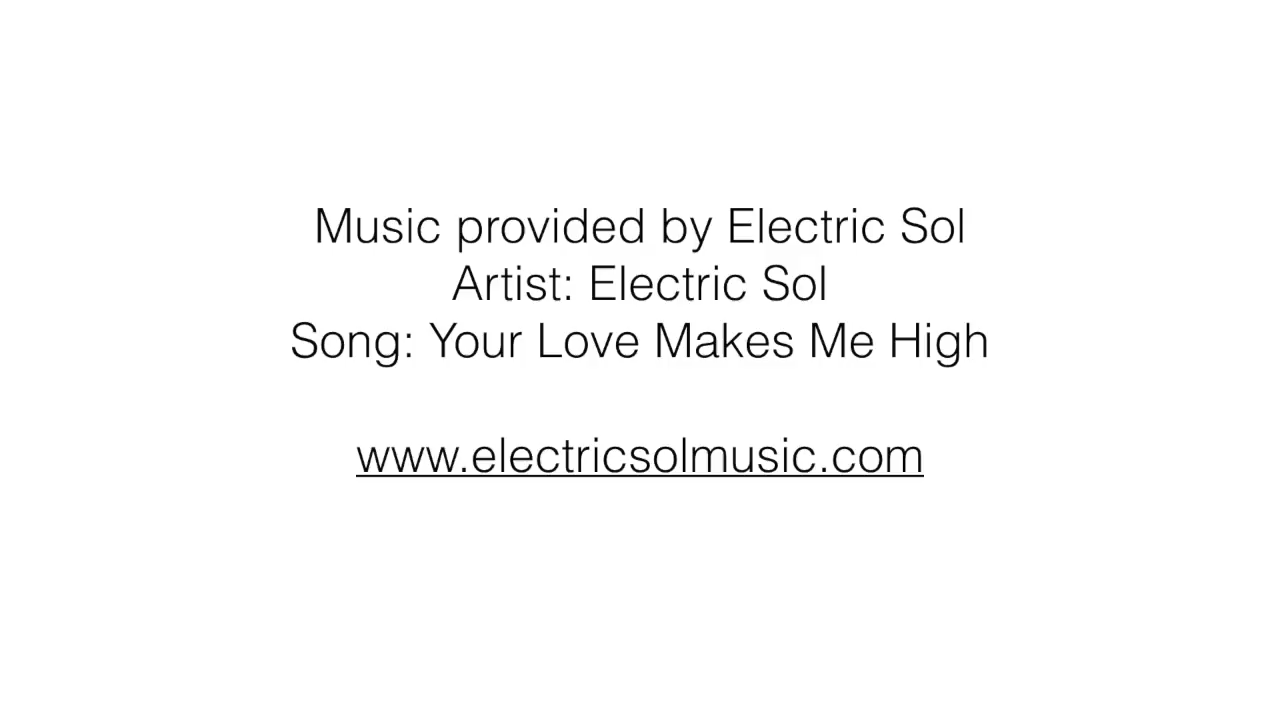 Music provided by Electric Sol
Artist: Electric Sol
Song: Your Love Makes Me High
www.electricsolmusic.com